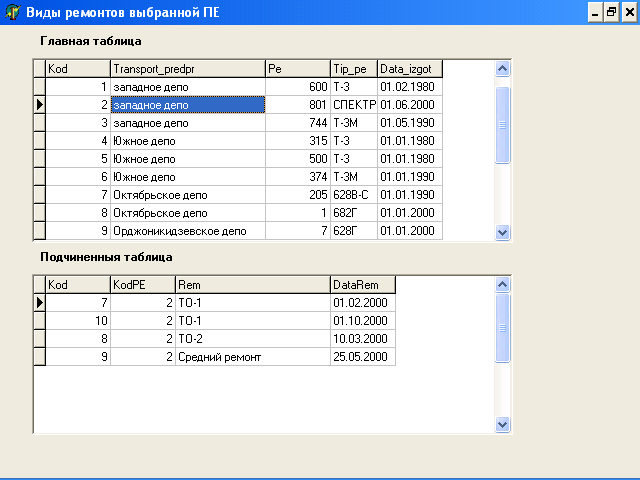 Виды ремонтов выбранной ПЕ
Главная таблица
Kod Transport_predpr Pe Tip_pe Data_izgot
1 западное депо 600 Т-3 01.02.1980
2 западное депо 801 СПЕКТР 01.06.2000
3 западное депо 744 Т-3М 01.05.1990
4 Южное депо 315 Т-3 01.01.1980
5 Южное депо 500 Т-3 01.01.1980
6 Южное депо 374 Т-3М 01.01.1990
7 Октябрьское депо 205 628В-С 01.01.1990
8 Октябрьское депо 1 682Г 01.01.2000
9 Орджоникидзевское депо 7 628Г 01.01.2000
Подчиненныя таблица
Kod KodPE Rem DataRem
7 2 ТО-1 01.02.2000
10 2 ТО-1 01.10.2000
8 2 ТО-2 10.03.2000
9 2 Средний ремонт 25.05.2000